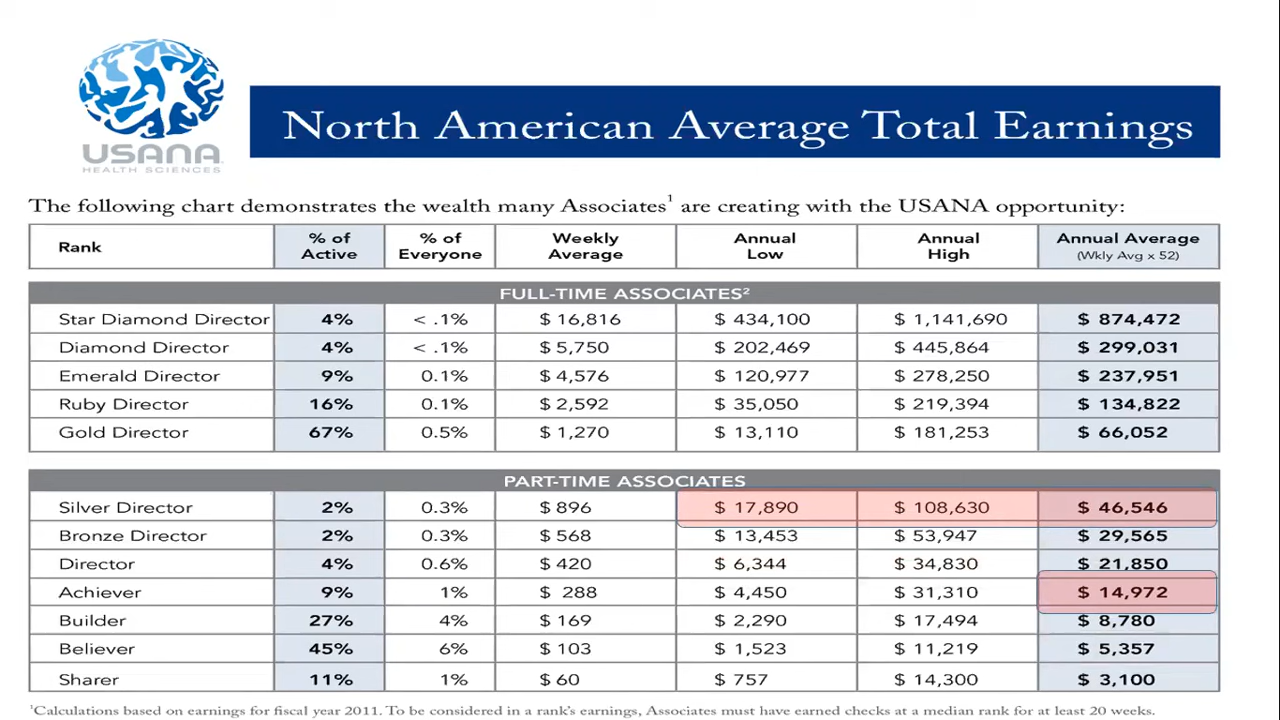 USANA
HEALTH SCIENCES
North American Average Total Earnings
The following chart demonstrates the wealth many Associates¹ are creating with the USANA opportunity:
Rank % of Active % of Everyone Weekly Average Annual Low Annual High Annual Average (Wkly Avg x 52)
FULL-TIME ASSOCIATES²
Star Diamond Director 4% < .1% $ 16,816 $ 434,100 $ 1,141,690 $ 874,472
Diamond Director 4% < .1% $ 5,750 $ 202,469 $ 445,864 $ 299,031
Emerald Director 9% 0.1% $ 4,576 $ 120,977 $ 278,250 $ 237,951
Ruby Director 16% 0.1% $ 2,592 $ 35,050 $ 219,394 $ 134,822
Gold Director 67% 0.5% $ 1,270 $ 13,110 $ 181,253 $ 66,052
PART-TIME ASSOCIATES
Silver Director 2% 0.3% $ 896 $ 17,890 $ 108,630 $ 46,546
Bronze Director 2% 0.3% $ 568 $ 13,453 $ 53,947 $ 29,565
Director 4% 0.6% $ 420 $ 6,344 $ 34,830 $ 21,850
Achiever 9% 1% $ 288 $ 4,450 $ 31,310 $ 14,972
Builder 27% 4% $ 169 $ 2,290 $ 17,494 $ 8,780
Believer 45% 6% $ 103 $ 1,523 $ 11,219 $ 5,357
Sharer 11% 1% $ 60 $ 757 $ 14,300 $ 3,100
¹Calculations based on earnings for fiscal year 2011. To be considered in a rank's earnings, Associates must have earned checks at a median rank for at least 20 weeks.